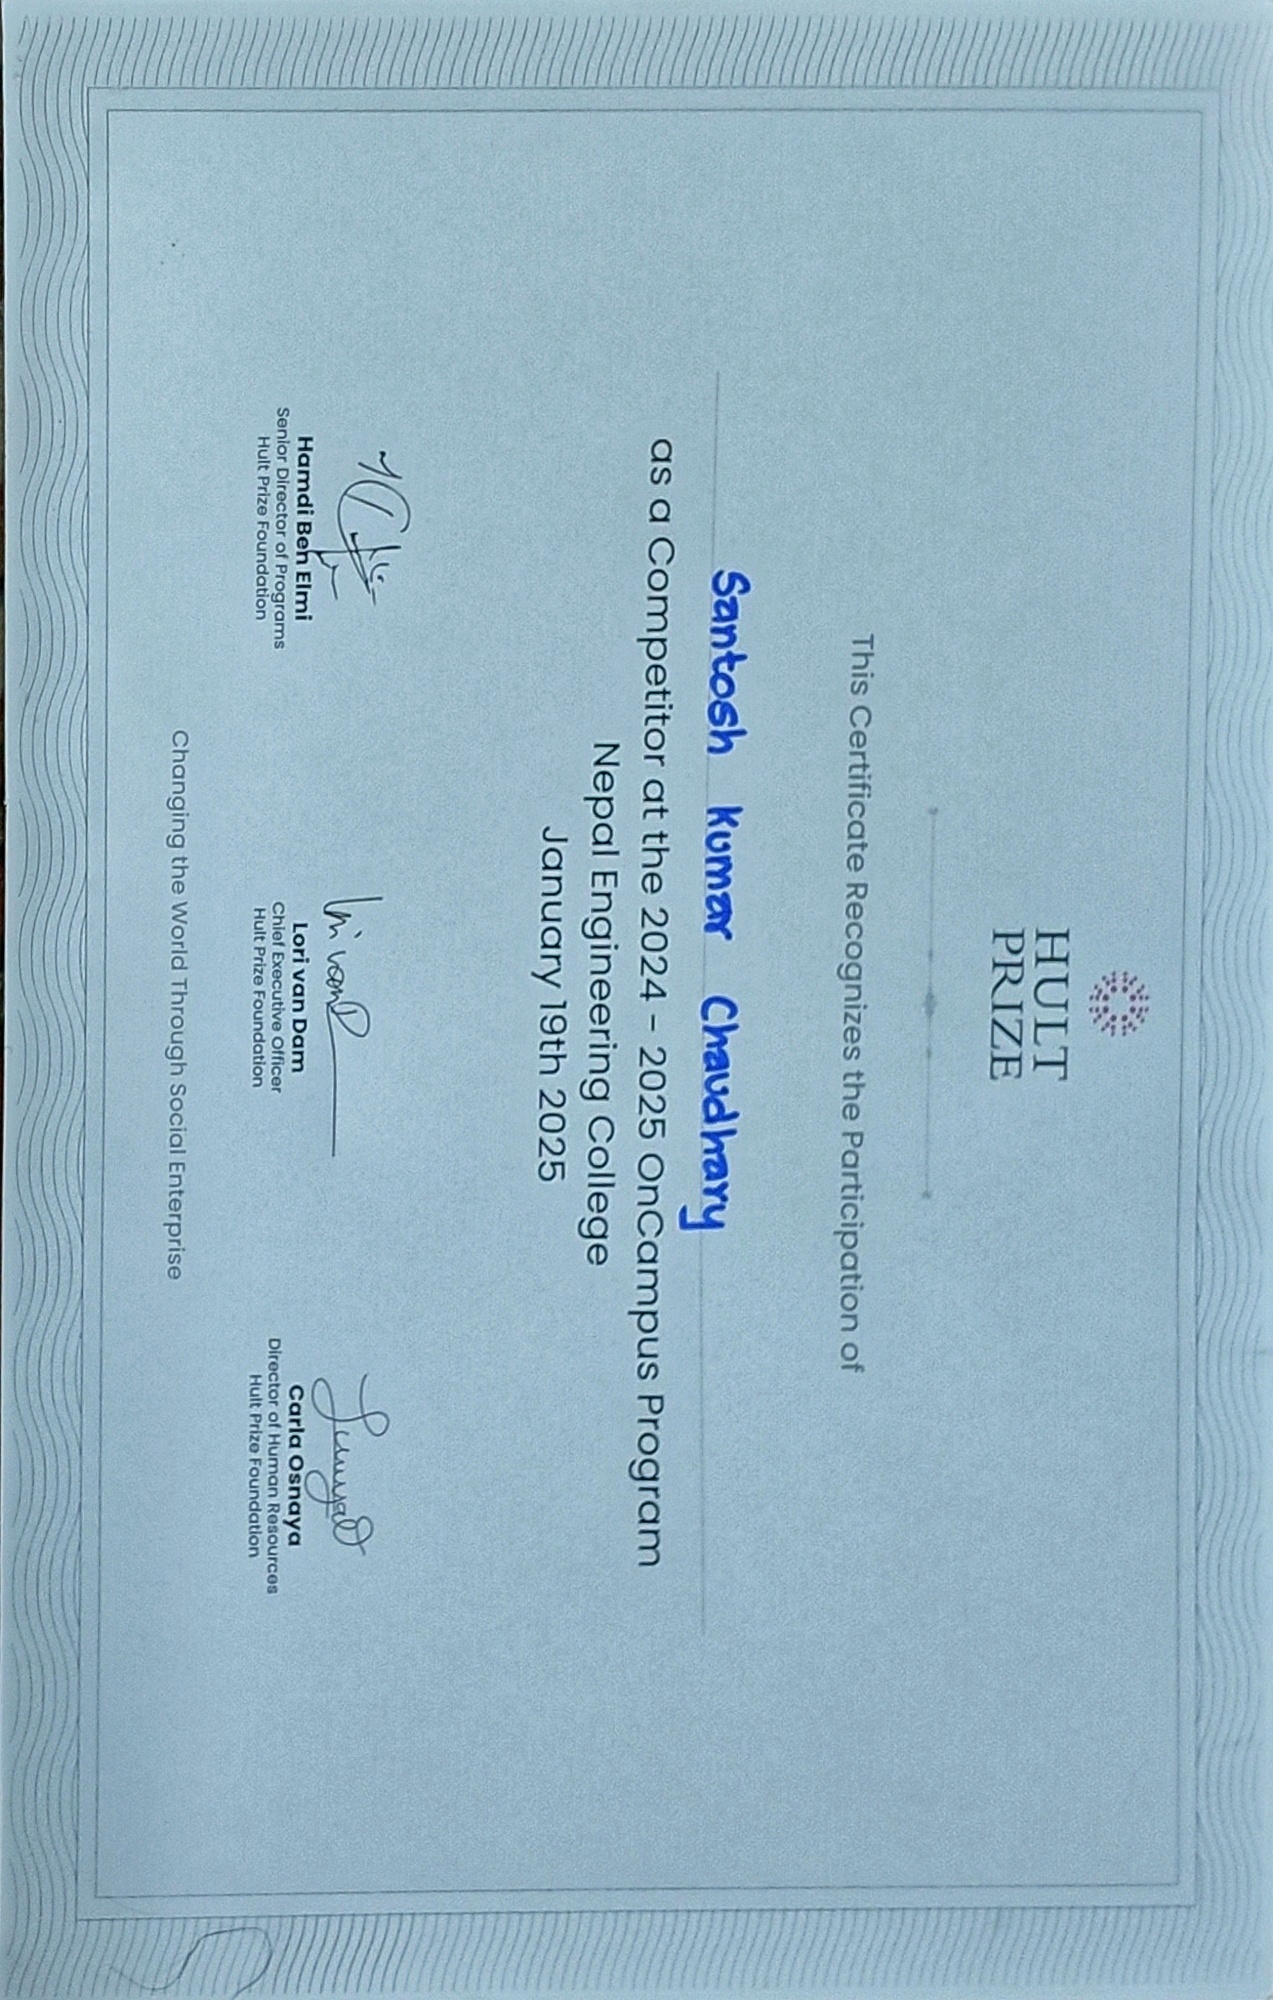 HULT
PRIZE
This Certificate Recognizes the Participation of
Santosh Kumar Chaudhary
as a Competitor at the 2024 - 2025 OnCampus Program
Nepal Engineering College
January 19th 2025
Hamdi Ben Elmi
Senior Director of Programs
Hult Prize Foundation
Lori van Dam
Chief Executive Officer
Hult Prize Foundation
Carla Osnaya
Director of Human Resources
Hult Prize Foundation
Changing the World Through Social Enterprise